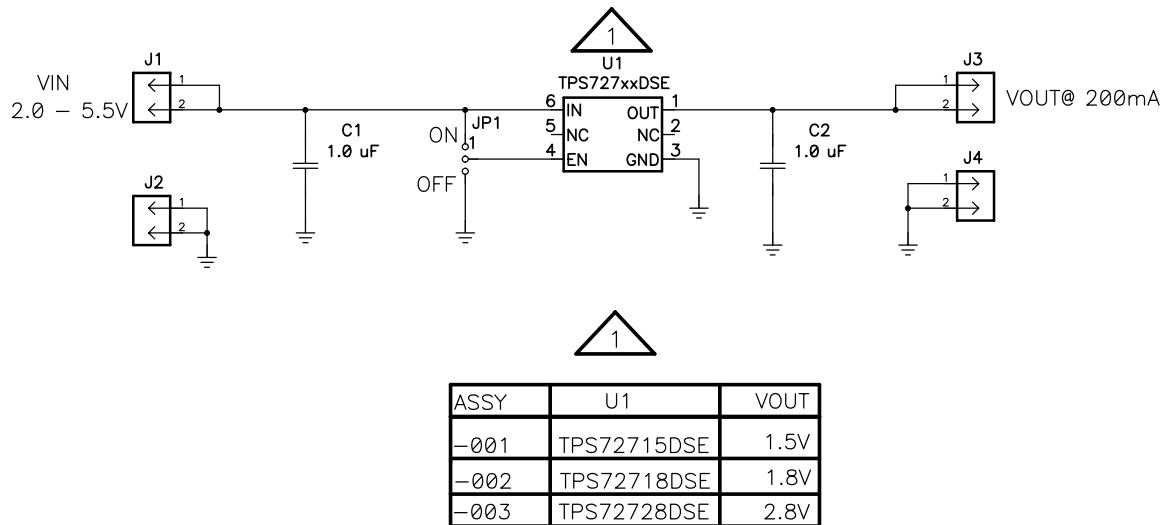 1
U1
TPS727xxDSE
J1
1
2
VIN
2.0 – 5.5V
C1
1.0 uF
JP1
ON
1
OFF
6
IN
5
NC
4
EN
OUT
1
NC
2
GND
3
C2
1.0 uF
J3
1
2
VOUT@ 200mA
J2
1
2
J4
1
2
1
ASSY U1 VOUT
–001 TPS72715DSE 1.5V
–002 TPS72718DSE 1.8V
–003 TPS72728DSE 2.8V